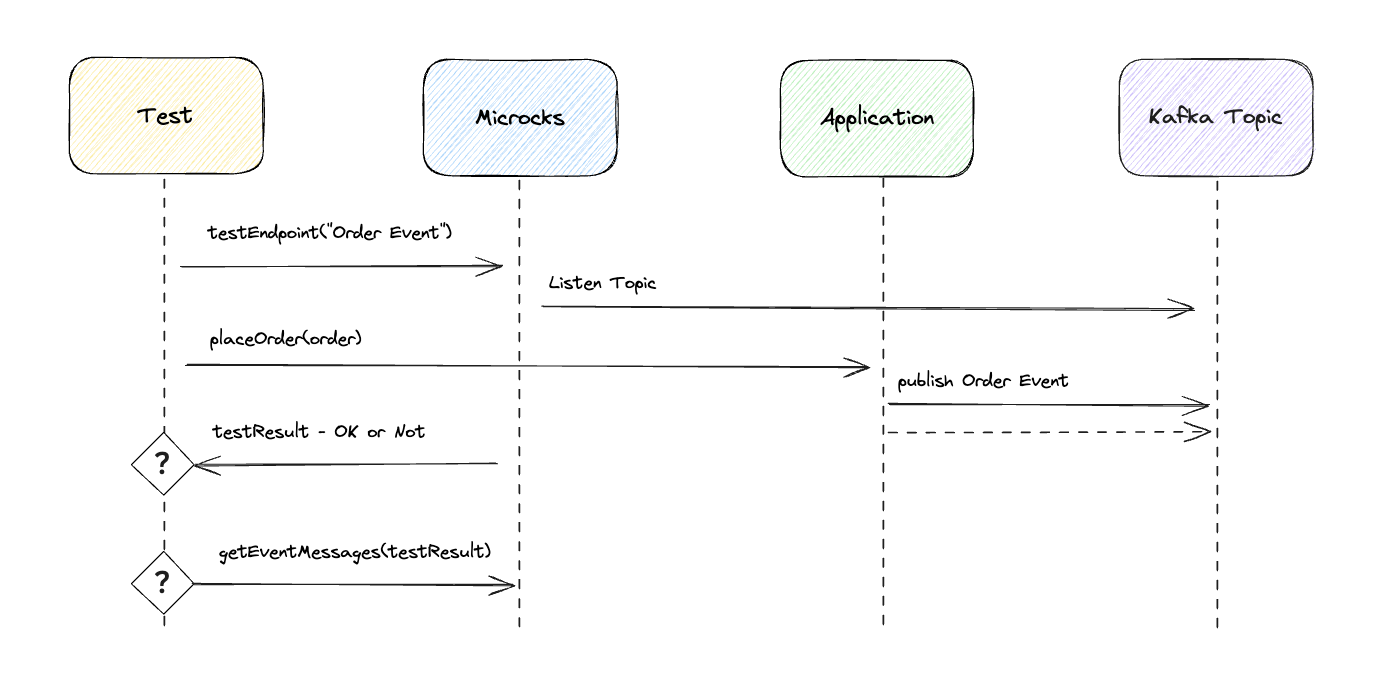 Test
Microcks
Application
Kafka Topic
testEndpoint("Order Event")
Listen Topic
placeOrder(order)
publish Order Event
testResult - OK or Not
?
getEventMessages(testResult)
?